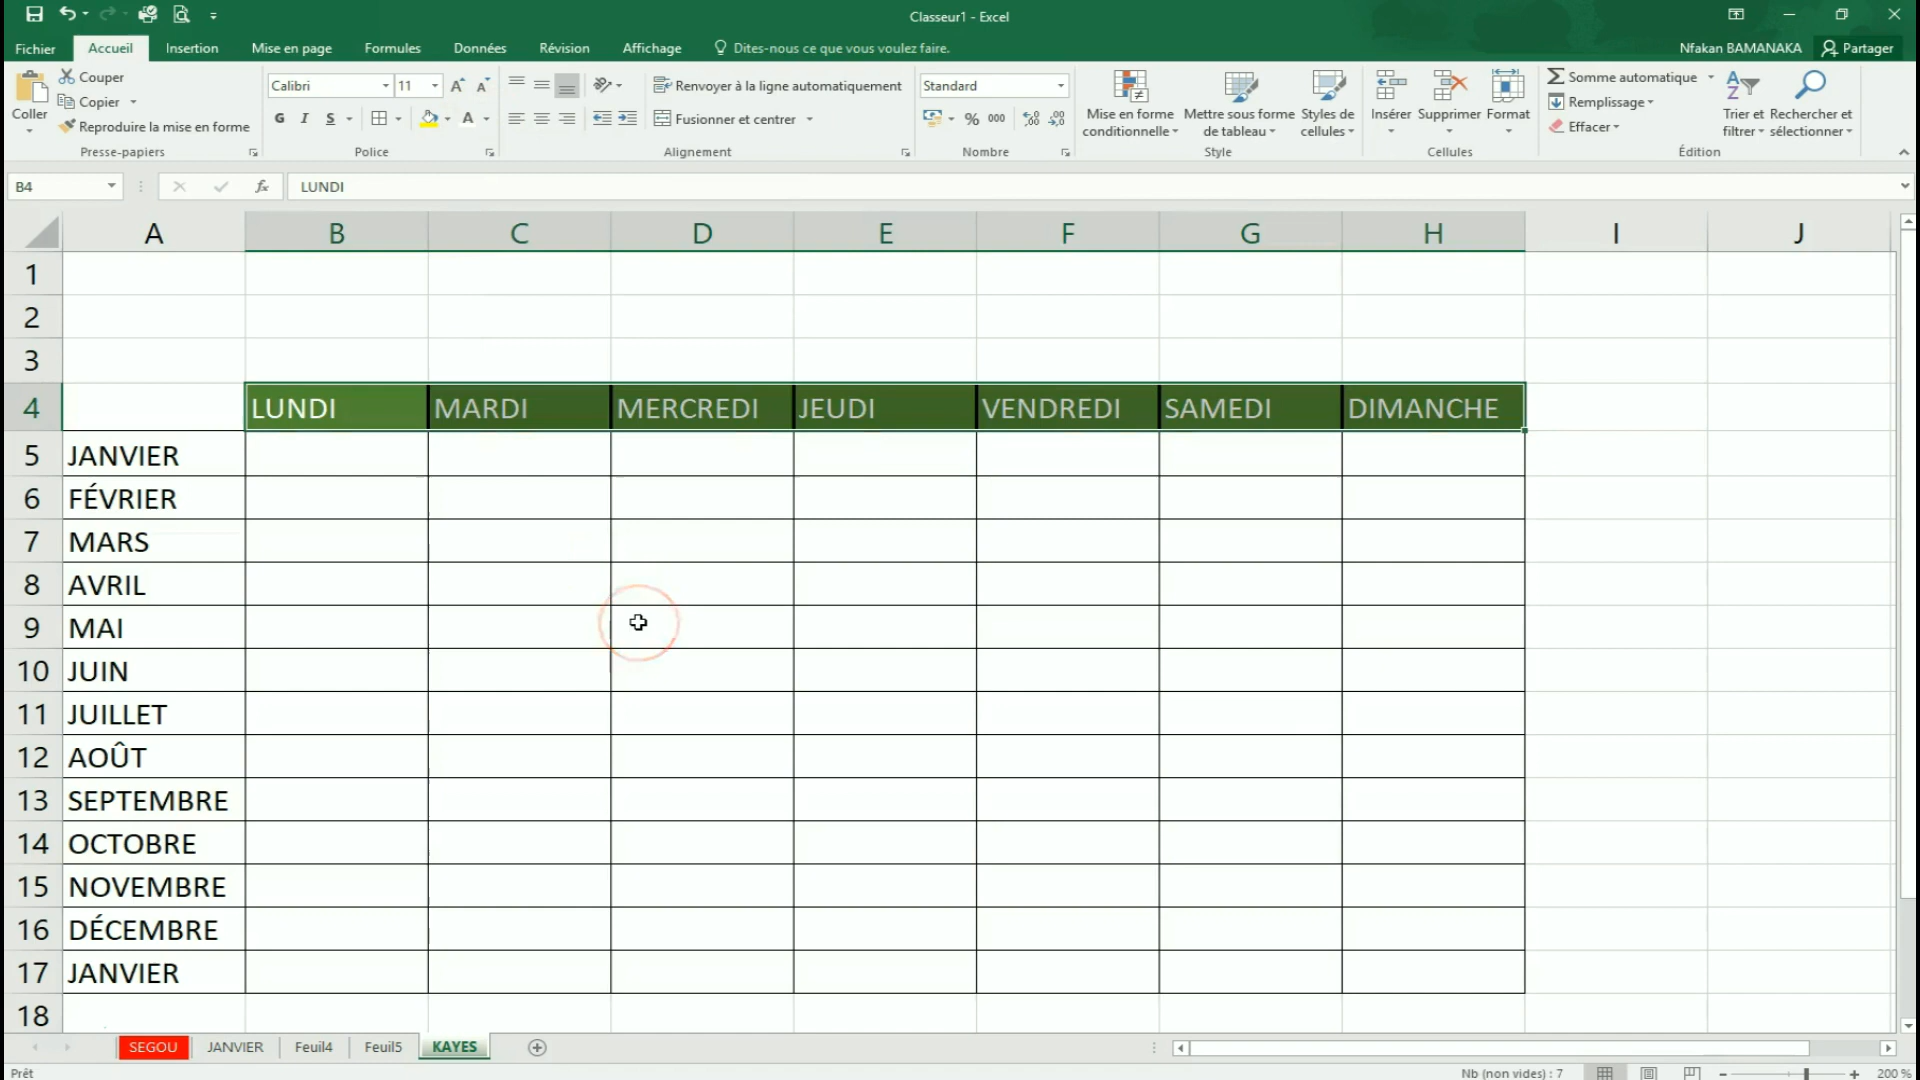 Classeur1 - Excel
Fichier Accueil Insertion Mise en page Formules Données Révision Affichage Dites-nous ce que vous voulez faire. Nfakan BAMANAKA Partager
Coller
Couper
Copier
Reproduire la mise en forme
Presse-papiers
Calibri 11
G I S A
Police
Renvoyer à la ligne automatiquement
Fusionner et centrer
Alignement
Standard
% 000
Nombre
Mise en forme conditionnelle
Mettre sous forme de tableau
Styles de cellules
Style
Insérer Supprimer Format
Cellules
Somme automatique
Remplissage
Effacer
Trier et filtrer
Rechercher et sélectionner
Édition
B4 fx LUNDI
A B C D E F G H I J
1
2
3
4 LUNDI MARDI MERCREDI JEUDI VENDREDI SAMEDI DIMANCHE
5 JANVIER
6 FÉVRIER
7 MARS
8 AVRIL
9 MAI
10 JUIN
11 JUILLET
12 AOÛT
13 SEPTEMBRE
14 OCTOBRE
15 NOVEMBRE
16 DÉCEMBRE
17 JANVIER
18
SEGOU JANVIER Feuil4 Feuil5 KAYES
Prêt Nb (non vides) : 7 200 %